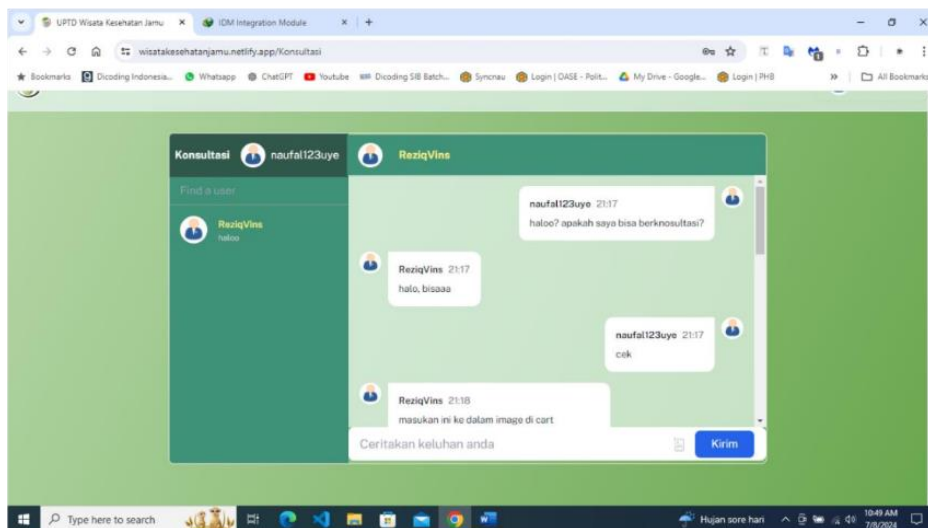 UPTD Wisata Kesehatan Jamu
IDM Integration Module
wisatakesehatanjamu.netlify.app/Konsultasi
Bookmarks Dicoding Indonesia... Whatsapp ChatGPT Youtube Dicoding SIB Batch... Syncnau Login | OASE - Polit... My Drive - Google... Login | PHB All Bookmarks
Konsultasi naufal123uye
ReziqVins
Find a user
ReziqVins
haloo
naufal123uye 21:17
haloo? apakah saya bisa berknosultasi?
ReziqVins 21:17
halo, bisaaa
naufal123uye 21:17
cek
ReziqVins 21:18
masukan ini ke dalam image di cart
Ceritakan keluhan anda
Kirim
Type here to search
Hujan sore hari
10:49 AM
7/8/2024